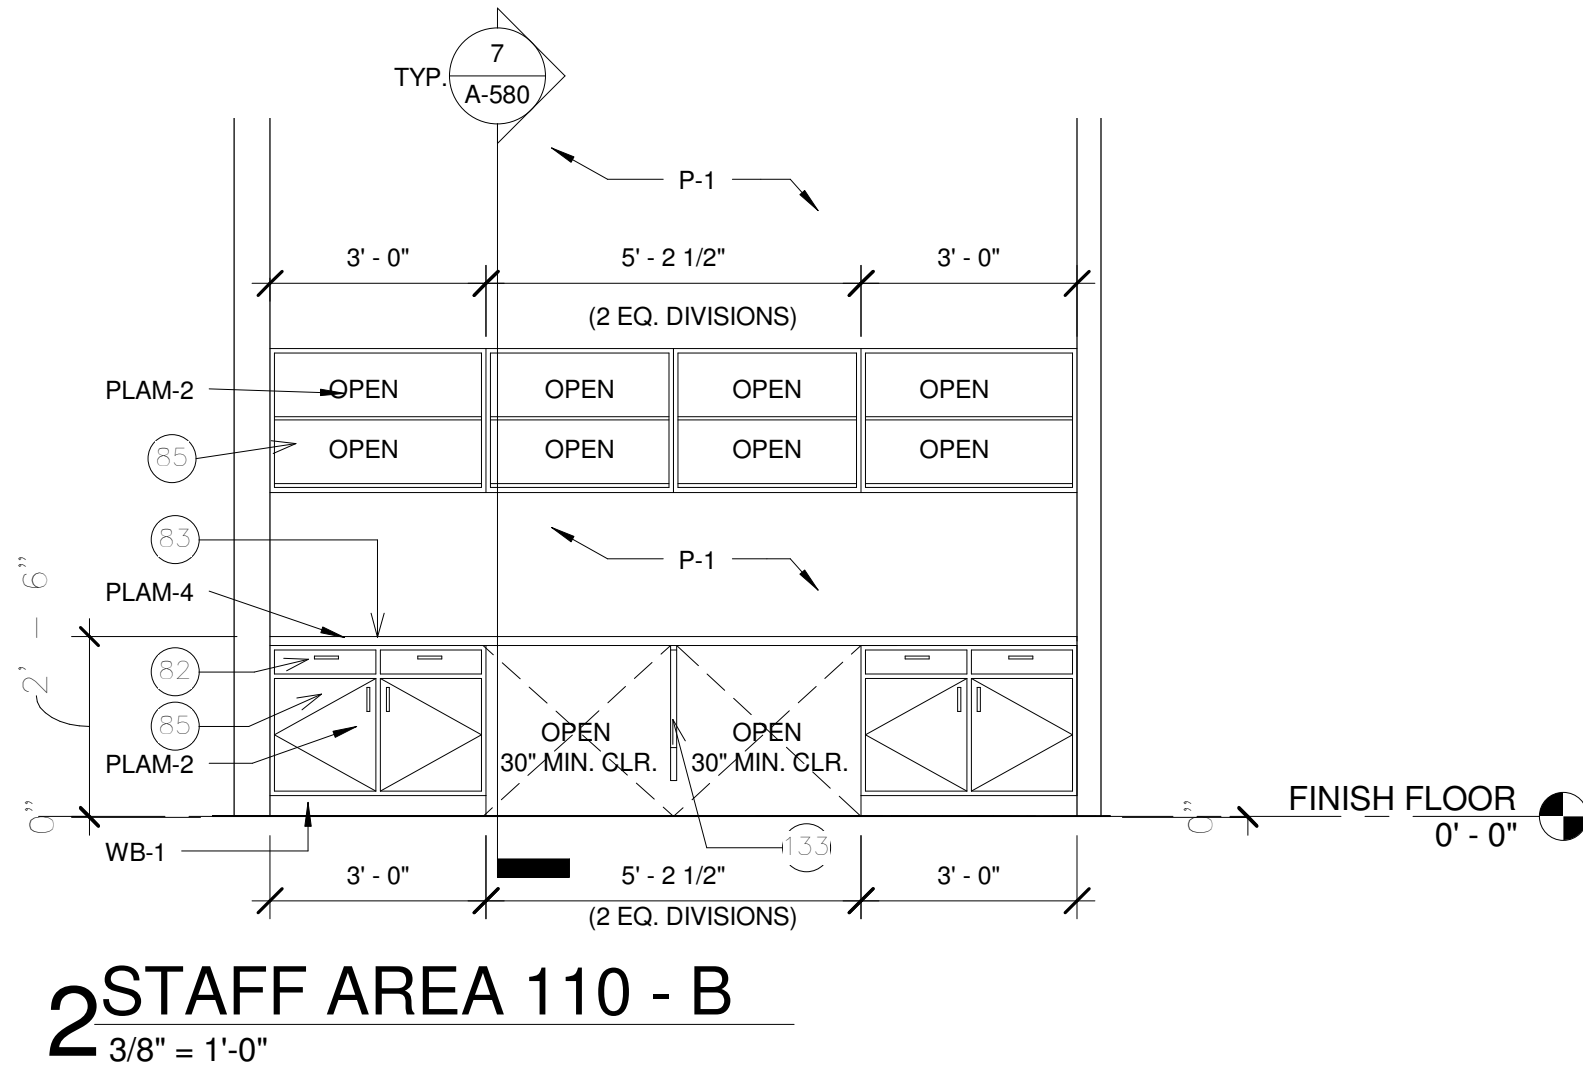 7
TYP.
A-580
P-1
3' - 0"
5' - 2 1/2"
3' - 0"
(2 EQ. DIVISIONS)
PLAM-2
OPEN
OPEN
OPEN
OPEN
85
OPEN
OPEN
OPEN
OPEN
83
P-1
PLAM-4
2' - 6"
82
85
OPEN
OPEN
PLAM-2
30" MIN. CLR.
30" MIN. CLR.
0"
0"
FINISH FLOOR
0' - 0"
WB-1
133
3' - 0"
5' - 2 1/2"
3' - 0"
(2 EQ. DIVISIONS)
2
STAFF AREA 110 - B
3/8" = 1'-0"